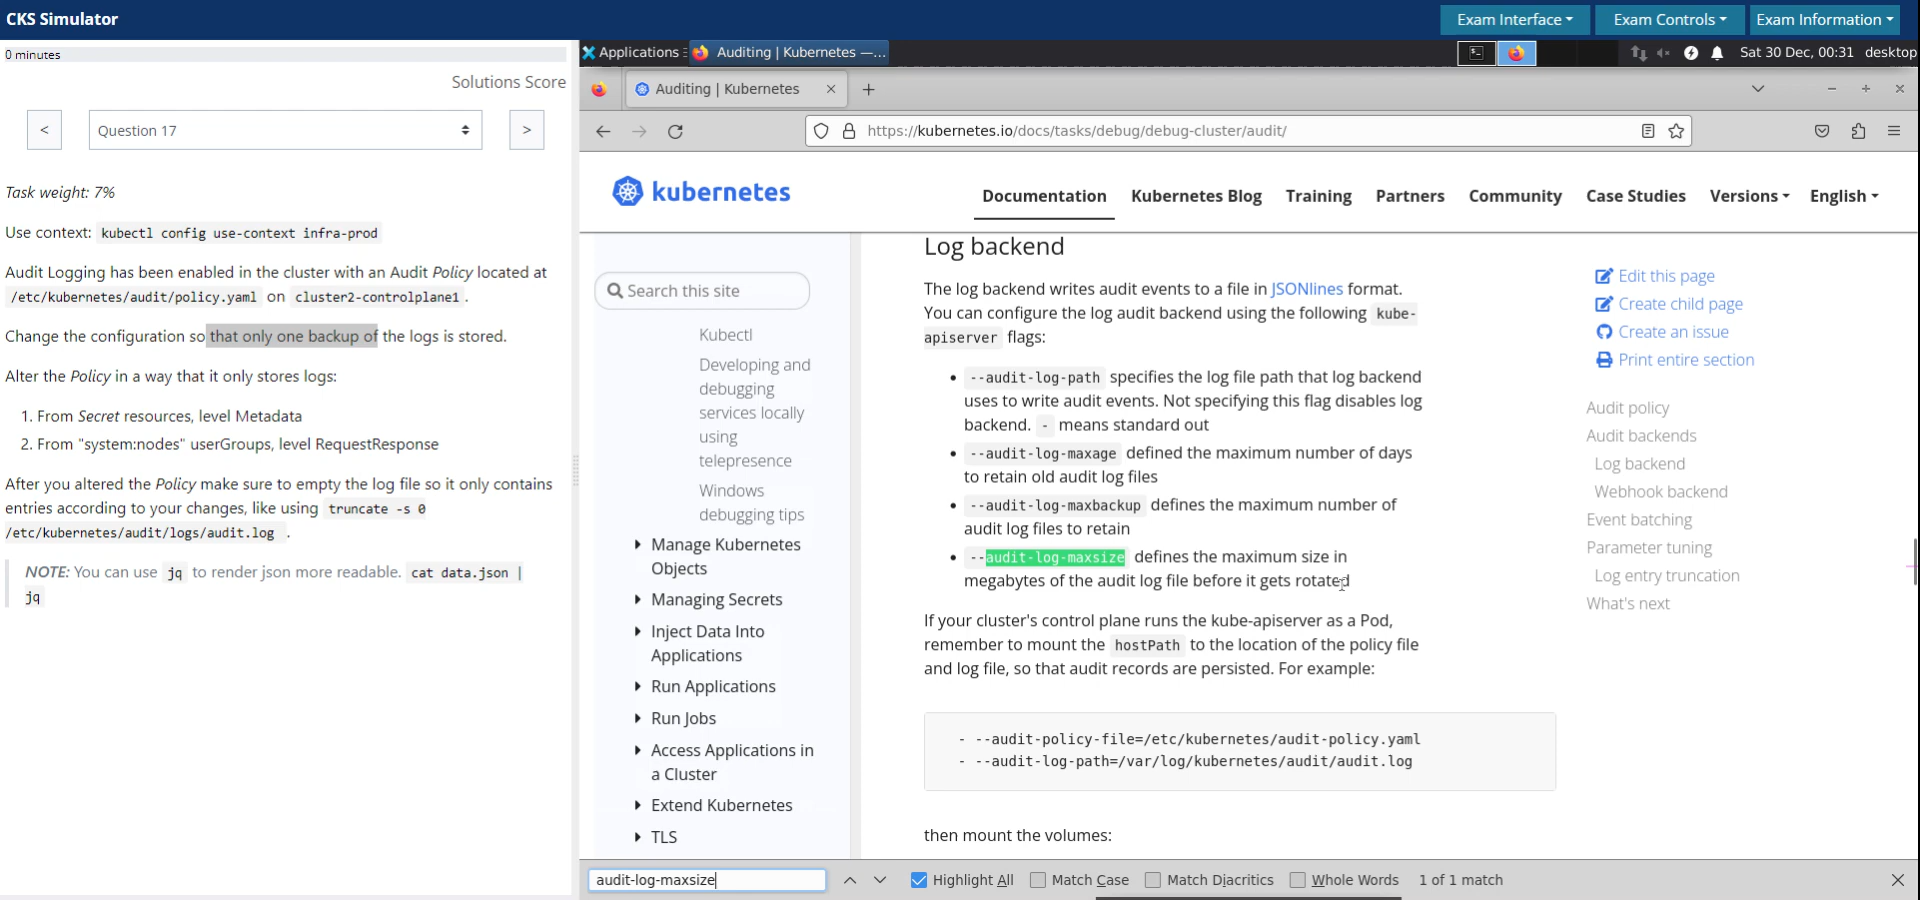 CKS Simulator
Exam Interface
Exam Controls
Exam Information
0 minutes
Solutions Score
<
Question 17
>
Task weight: 7%
Use context: kubectl config use-context infra-prod
Audit Logging has been enabled in the cluster with an Audit Policy located at
/etc/kubernetes/audit/policy.yaml on cluster2-controlplane1.
Change the configuration so that only one backup of the logs is stored.
Alter the Policy in a way that it only stores logs:
1. From Secret resources, level Metadata
2. From "system:nodes" userGroups, level RequestResponse
After you altered the Policy make sure to empty the log file so it only contains
entries according to your changes, like using truncate -s 0
/etc/kubernetes/audit/logs/audit.log .
NOTE: You can use jq to render json more readable. cat data.json |
jq
Applications
Auditing | Kubernetes —...
Sat 30 Dec, 00:31 desktop
Auditing | Kubernetes
https://kubernetes.io/docs/tasks/debug/debug-cluster/audit/
kubernetes
Documentation
Kubernetes Blog
Training
Partners
Community
Case Studies
Versions
English
Search this site
Kubectl
Developing and
debugging
services locally
using
telepresence
Windows
debugging tips
Manage Kubernetes
Objects
Managing Secrets
Inject Data Into
Applications
Run Applications
Run Jobs
Access Applications in
a Cluster
Extend Kubernetes
TLS
Log backend
The log backend writes audit events to a file in JSONlines format.
You can configure the log audit backend using the following kube-
apiserver flags:
• --audit-log-path specifies the log file path that log backend
uses to write audit events. Not specifying this flag disables log
backend. - means standard out
• --audit-log-maxage defined the maximum number of days
to retain old audit log files
• --audit-log-maxbackup defines the maximum number of
audit log files to retain
• --audit-log-maxsize defines the maximum size in
megabytes of the audit log file before it gets rotated
If your cluster's control plane runs the kube-apiserver as a Pod,
remember to mount the hostPath to the location of the policy file
and log file, so that audit records are persisted. For example:
- --audit-policy-file=/etc/kubernetes/audit-policy.yaml
- --audit-log-path=/var/log/kubernetes/audit/audit.log
then mount the volumes:
Edit this page
Create child page
Create an issue
Print entire section
Audit policy
Audit backends
Log backend
Webhook backend
Event batching
Parameter tuning
Log entry truncation
What's next
audit-log-maxsize
Highlight All
Match Case
Match Diacritics
Whole Words
1 of 1 match